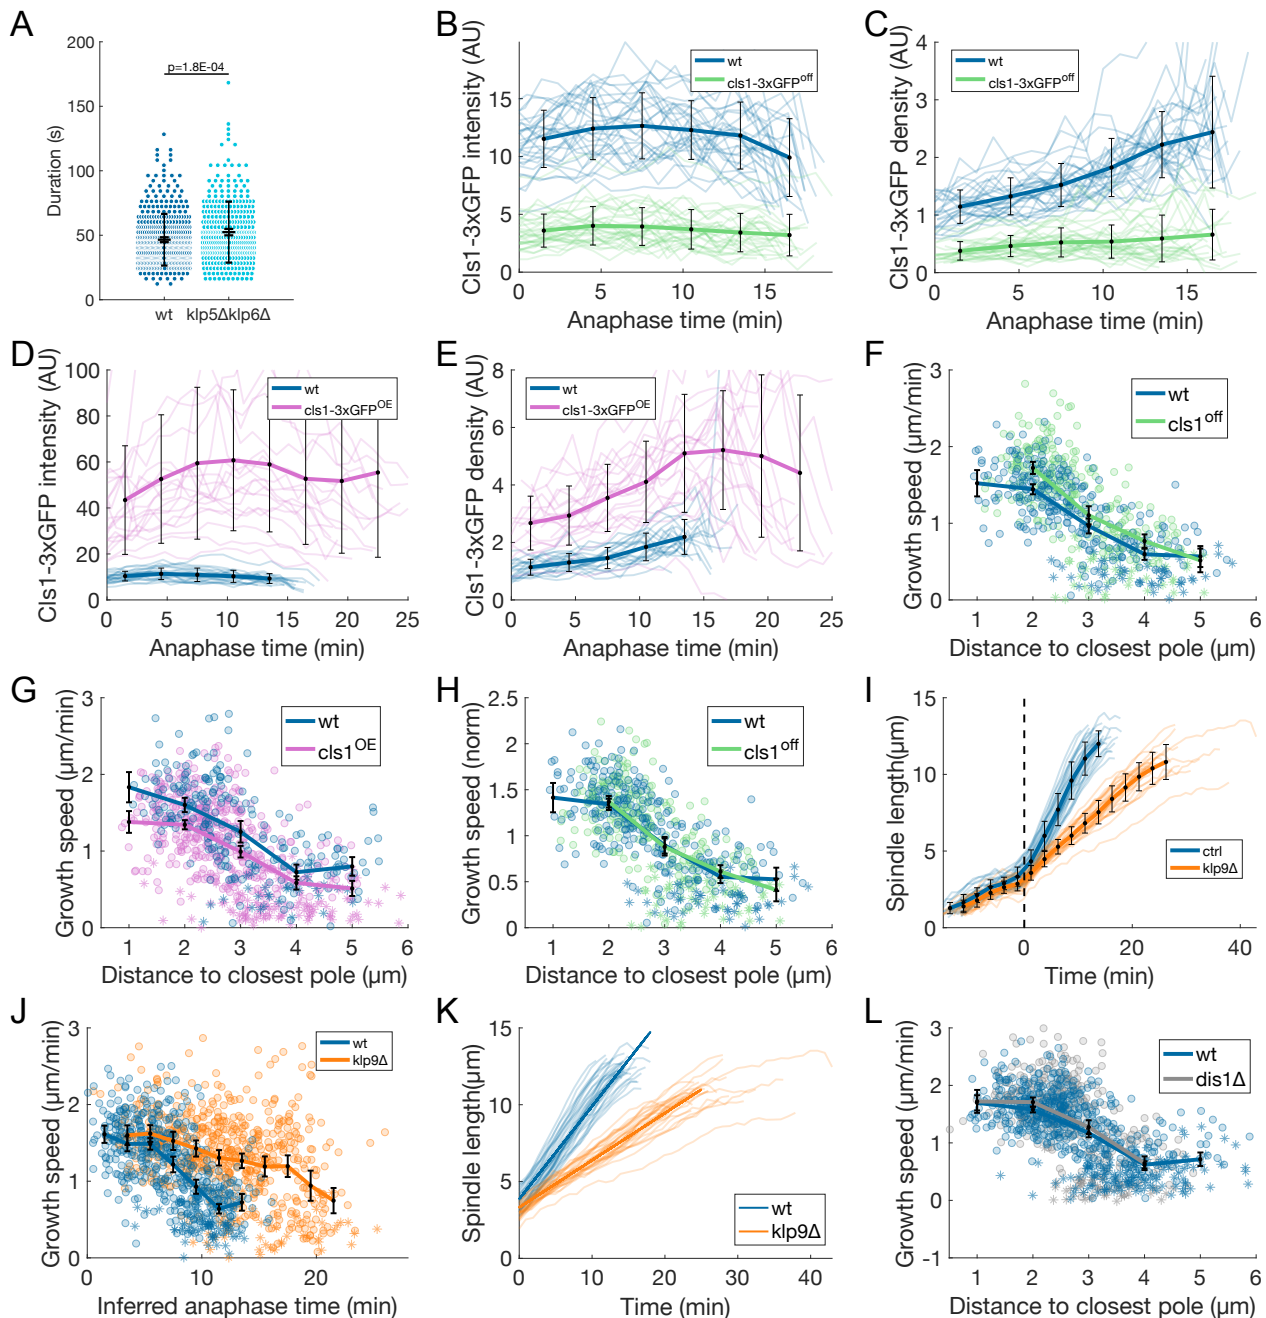 A
200
150
100
50
0
Duration (s)
p=1.8E-04
wt
klp5Δklp6Δ
B
Cls1-3xGFP intensity (AU)
15
10
5
0
wt
cls1-3xGFPoff
0 5 10 15
Anaphase time (min)
C
Cls1-3xGFP density (AU)
4
3
2
1
0
wt
cls1-3xGFPoff
0 5 10 15
Anaphase time (min)
D
Cls1-3xGFP intensity (AU)
100
80
60
40
20
0
wt
cls1-3xGFPOE
0 5 10 15 20 25
Anaphase time (min)
E
Cls1-3xGFP density (AU)
8
6
4
2
0
wt
cls1-3xGFPOE
0 5 10 15 20 25
Anaphase time (min)
F
Growth speed (μm/min)
3
2
1
0
wt
cls1off
1 2 3 4 5 6
Distance to closest pole (μm)
G
Growth speed (μm/min)
3
2
1
0
wt
cls1OE
1 2 3 4 5 6
Distance to closest pole (μm)
H
Growth speed (norm)
2.5
2
1.5
1
0.5
0
wt
cls1off
1 2 3 4 5 6
Distance to closest pole (μm)
I
Spindle length(μm)
15
10
5
0
ctrl
klp9Δ
0 20 40
Time (min)
J
Growth speed (μm/min)
3
2
1
0
wt
klp9Δ
0 10 20
Inferred anaphase time (min)
K
Spindle length(μm)
15
10
5
0
wt
klp9Δ
0 10 20 30 40
Time (min)
L
Growth speed (μm/min)
3
2
1
0
-1
wt
dis1Δ
1 2 3 4 5 6
Distance to closest pole (μm)